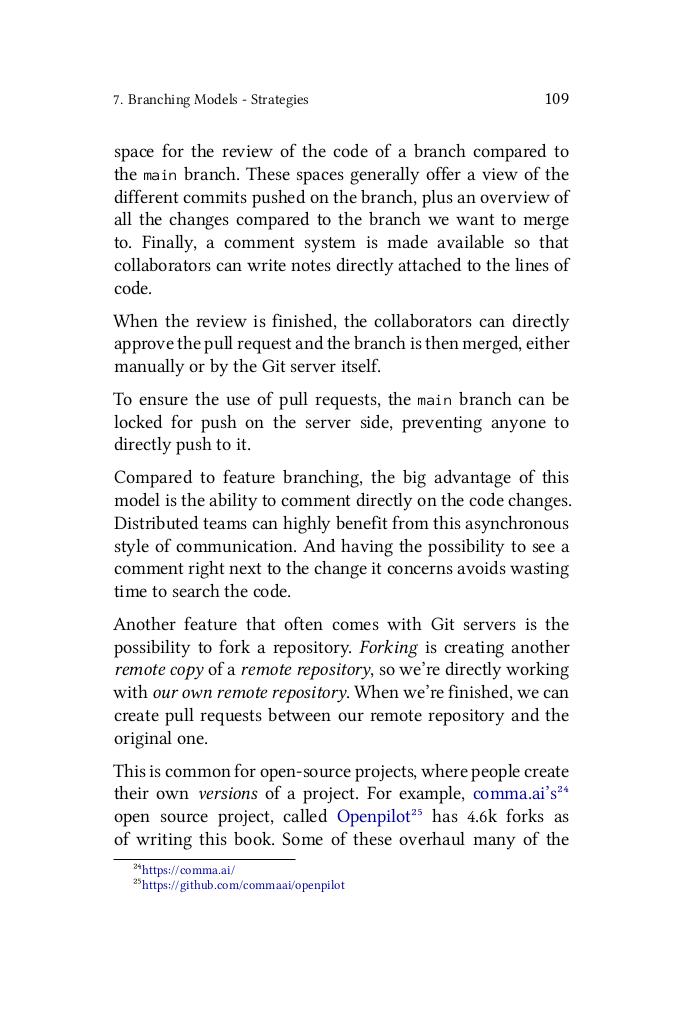 7. Branching Models - Strategies 109
space for the review of the code of a branch compared to
the main branch. These spaces generally offer a view of the
different commits pushed on the branch, plus an overview of
all the changes compared to the branch we want to merge
to. Finally, a comment system is made available so that
collaborators can write notes directly attached to the lines of
code.
When the review is finished, the collaborators can directly
approve the pull request and the branch is then merged, either
manually or by the Git server itself.
To ensure the use of pull requests, the main branch can be
locked for push on the server side, preventing anyone to
directly push to it.
Compared to feature branching, the big advantage of this
model is the ability to comment directly on the code changes.
Distributed teams can highly benefit from this asynchronous
style of communication. And having the possibility to see a
comment right next to the change it concerns avoids wasting
time to search the code.
Another feature that often comes with Git servers is the
possibility to fork a repository. Forking is creating another
remote copy of a remote repository, so we're directly working
with our own remote repository. When we're finished, we can
create pull requests between our remote repository and the
original one.
This is common for open-source projects, where people create
their own versions of a project. For example, comma.ai's²⁴
open source project, called Openpilot²⁵ has 4.6k forks as
of writing this book. Some of these overhaul many of the
²⁴https://comma.ai/
²⁵https://github.com/commaai/openpilot